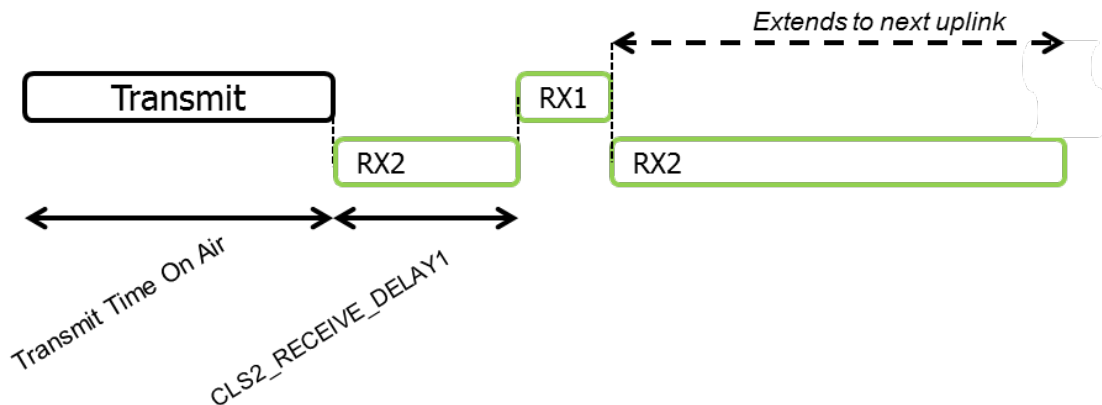 Extends to next uplink
Transmit
RX1
RX2
RX2
Transmit Time On Air
CLS2_RECEIVE_DELAY1